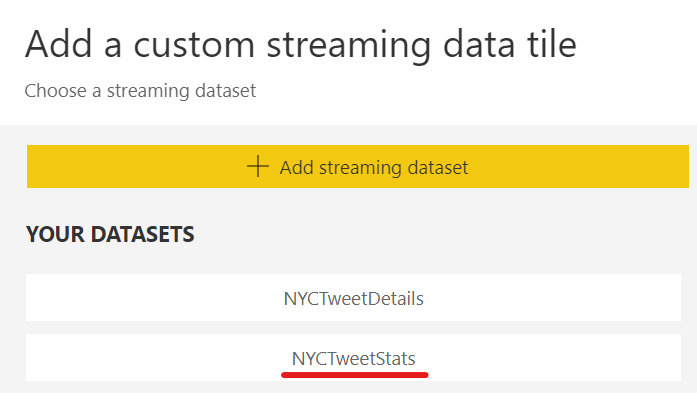 Add a custom streaming data tile
Choose a streaming dataset
Add streaming dataset
YOUR DATASETS
NYCTweetDetails
NYCTweetStats